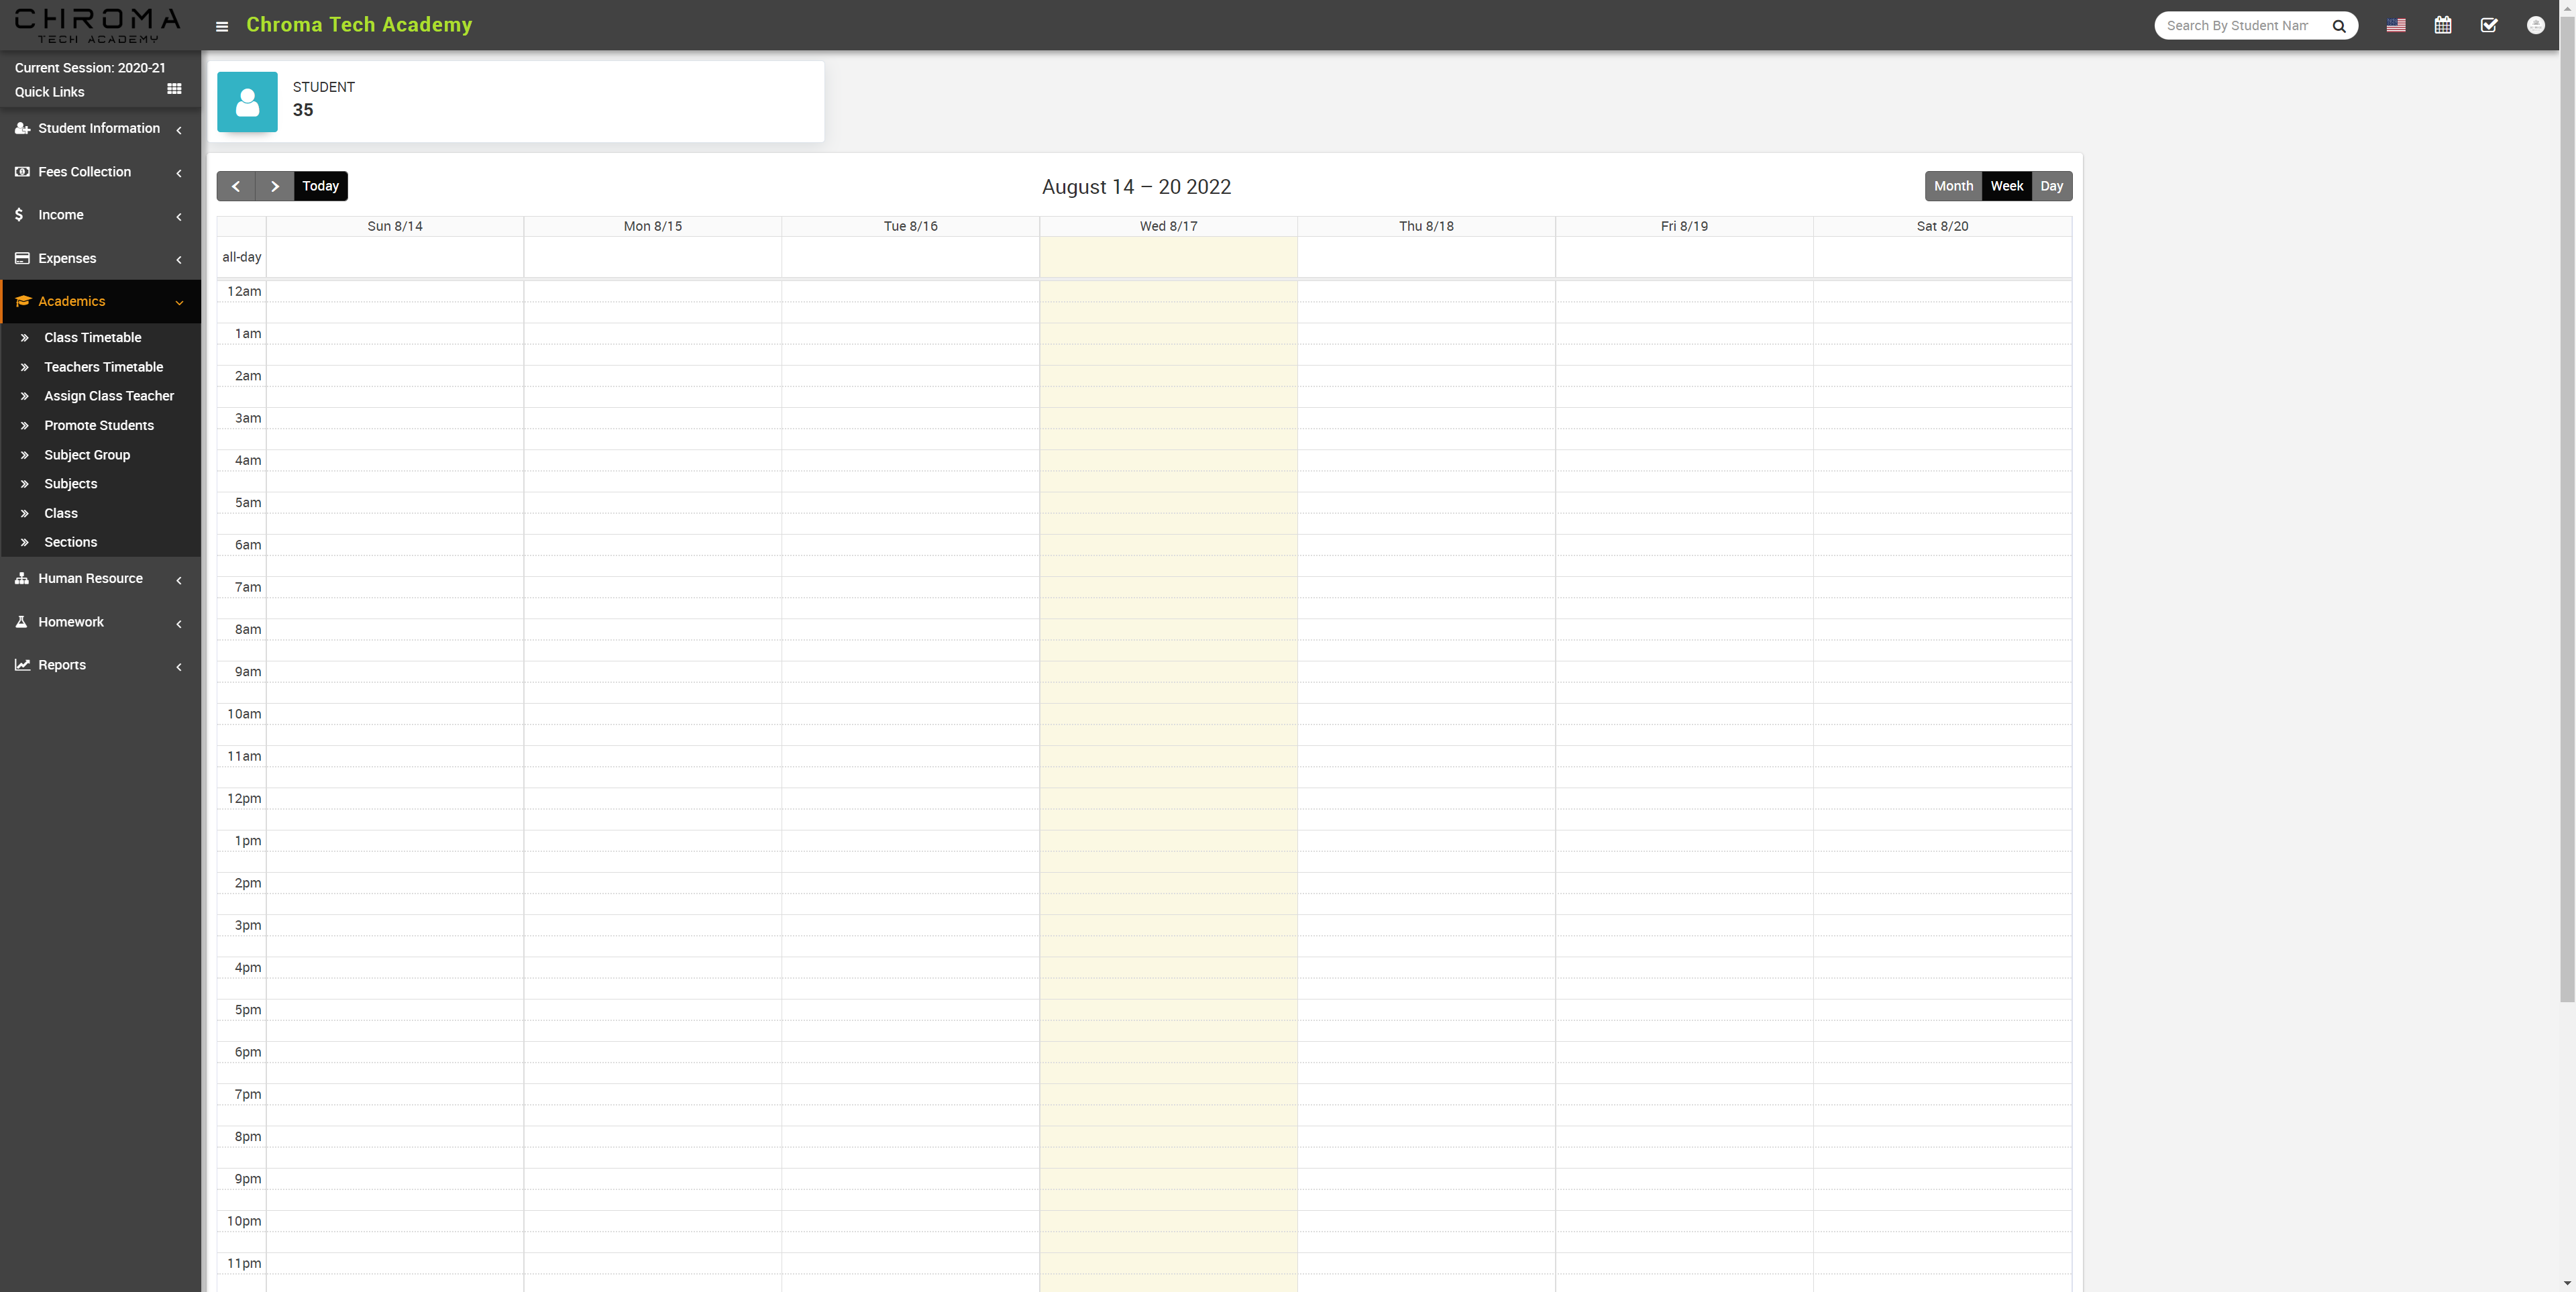 CHROMA
TECH ACADEMY
Chroma Tech Academy
Search By Student Nam
Current Session: 2020-21
Quick Links
Student Information
Fees Collection
Income
Expenses
Academics
Class Timetable
Teachers Timetable
Assign Class Teacher
Promote Students
Subject Group
Subjects
Class
Sections
Human Resource
Homework
Reports
STUDENT
35
Today
August 14 – 20 2022
Month Week Day
Sun 8/14 Mon 8/15 Tue 8/16 Wed 8/17 Thu 8/18 Fri 8/19 Sat 8/20
all-day
12am
1am
2am
3am
4am
5am
6am
7am
8am
9am
10am
11am
12pm
1pm
2pm
3pm
4pm
5pm
6pm
7pm
8pm
9pm
10pm
11pm